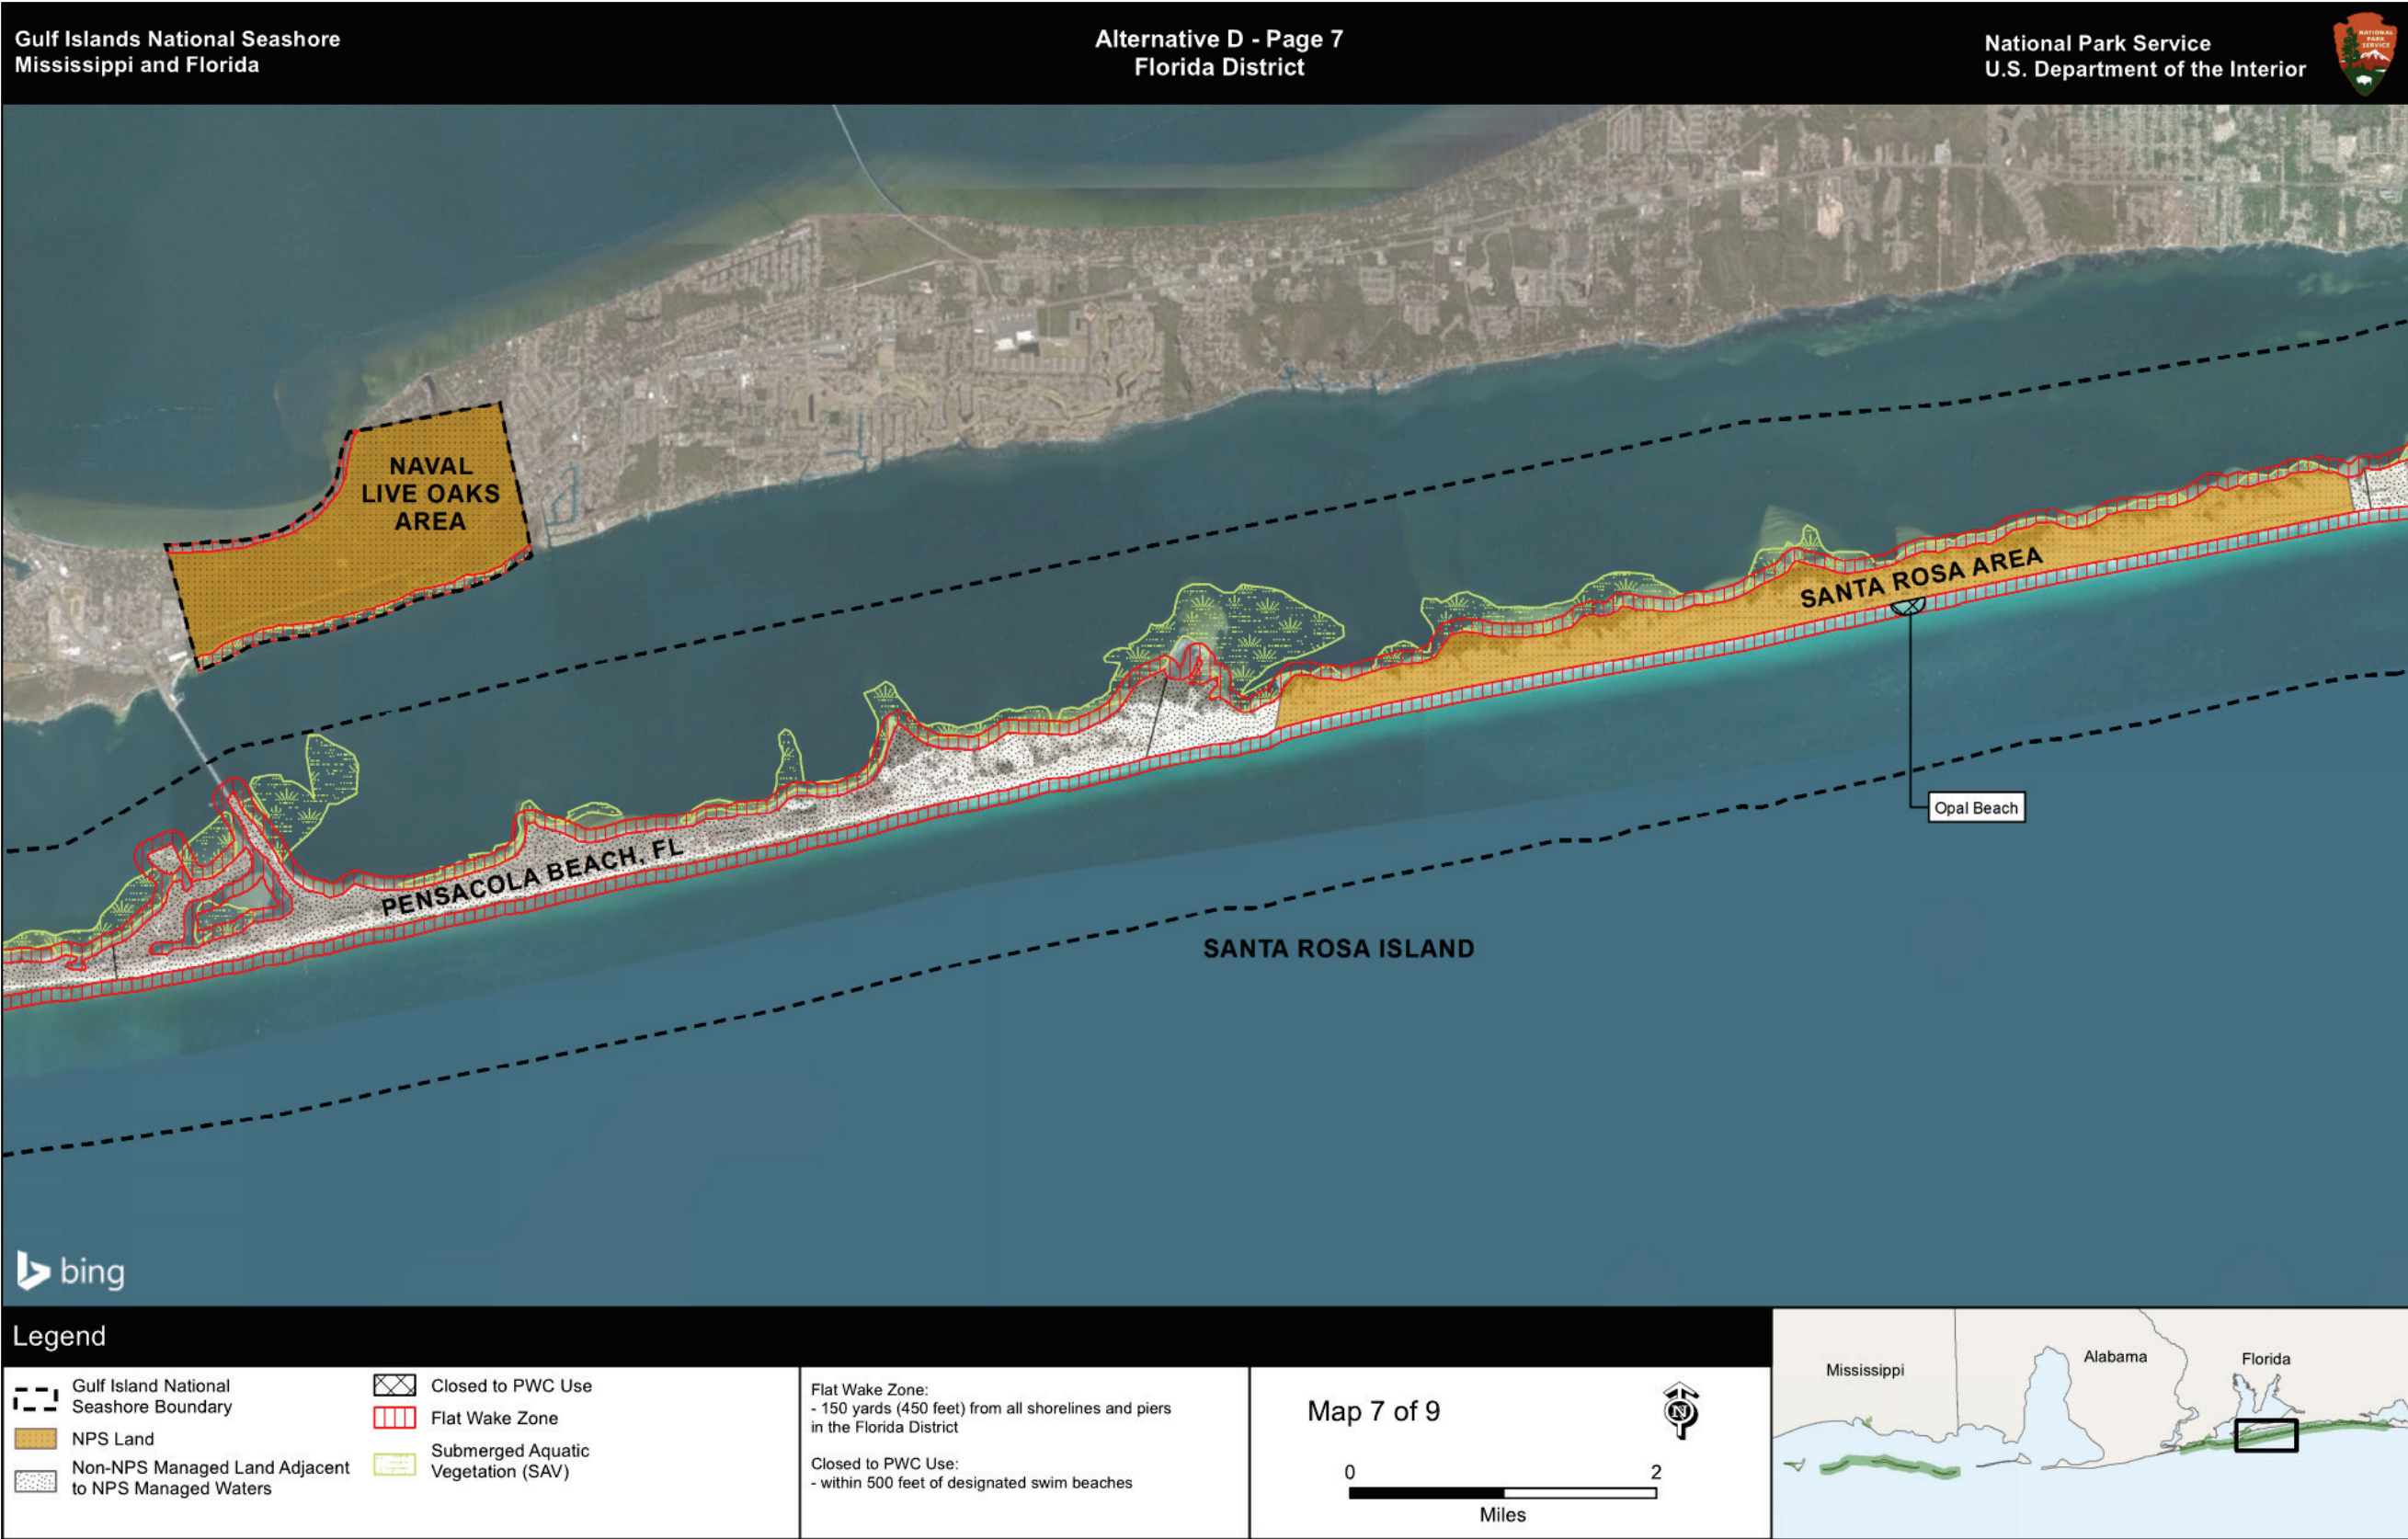 Gulf Islands National Seashore
Mississippi and Florida
Alternative D - Page 7
Florida District
National Park Service
U.S. Department of the Interior
NATIONAL
PARK
SERVICE
NAVAL
LIVE OAKS
AREA
SANTA ROSA AREA
Opal Beach
PENSACOLA BEACH, FL
SANTA ROSA ISLAND
bing
Legend
Gulf Island National
Seashore Boundary
NPS Land
Non-NPS Managed Land Adjacent
to NPS Managed Waters
Closed to PWC Use
Flat Wake Zone
Submerged Aquatic
Vegetation (SAV)
Flat Wake Zone:
- 150 yards (450 feet) from all shorelines and piers
in the Florida District
Closed to PWC Use:
- within 500 feet of designated swim beaches
Map 7 of 9
N
0 2
Miles
Mississippi
Alabama
Florida